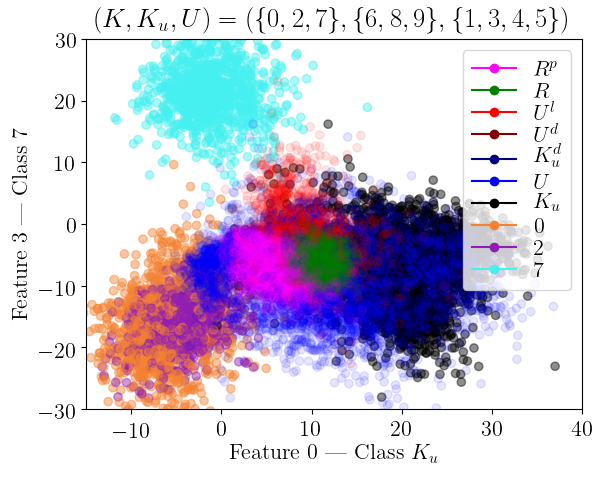 (K, K_u, U) = ({0, 2, 7}, {6, 8, 9}, {1, 3, 4, 5})
30
20
10
0
−10
−20
−30
Feature 3 — Class 7
R^p
R
U^l
U^d
K_u^d
U
K_u
0
2
7
−10
0
10
20
30
40
Feature 0 — Class K_u